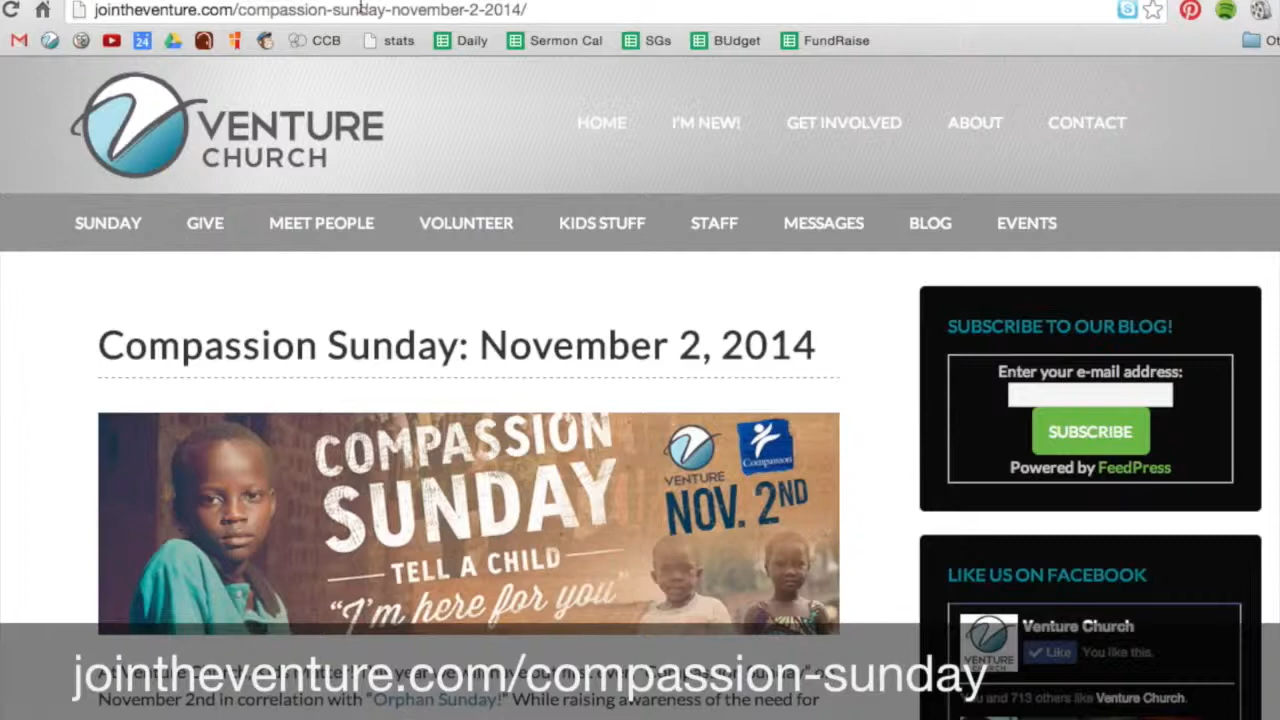 jointheventure.com/compassion-sunday-november-2-2014/
24 CCB stats Daily Sermon Cal SGs BUdget FundRaise Ot
VENTURE
CHURCH
HOME I'M NEW! GET INVOLVED ABOUT CONTACT
SUNDAY GIVE MEET PEOPLE VOLUNTEER KIDS STUFF STAFF MESSAGES BLOG EVENTS
Compassion Sunday: November 2, 2014
COMPASSION
SUNDAY
TELL A CHILD
"I'm here for you"
VENTURE
Compassion
NOV. 2ND
November 2nd in correlation with "Orphan Sunday!" While raising awareness of the need for
SUBSCRIBE TO OUR BLOG!
Enter your e-mail address:
SUBSCRIBE
Powered by FeedPress
LIKE US ON FACEBOOK
VENTURE
Venture Church
Like You like this.
You and 713 others like Venture Church.
jointheventure.com/compassion-sunday